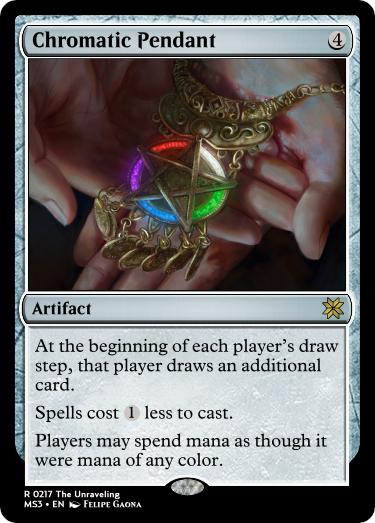 Chromatic Pendant 4
Artifact
At the beginning of each player's draw
step, that player draws an additional
card.
Spells cost 1 less to cast.
Players may spend mana as though it
were mana of any color.
R 0217 The Unraveling
MS3 • EN Felipe Gaona